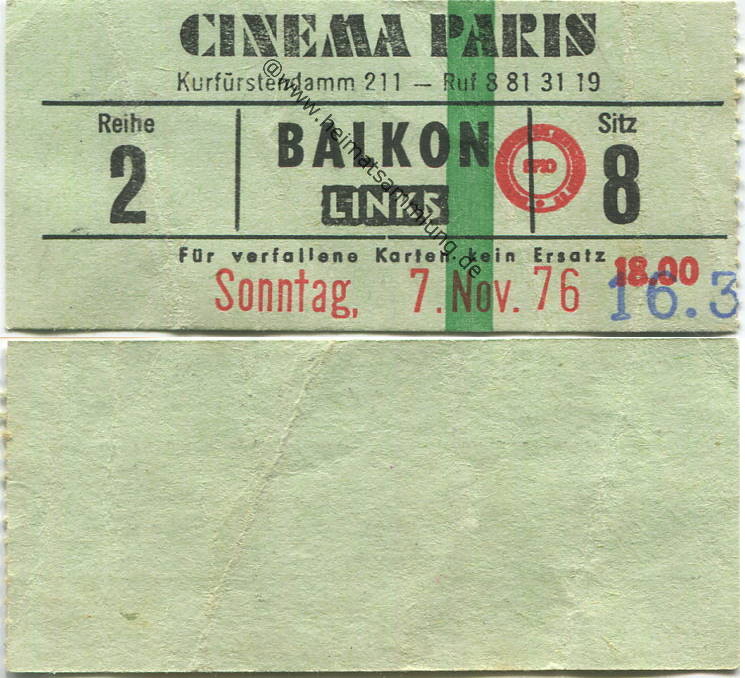 CINEMA PARIS
Kurfürstendamm 211 — Ruf 8 81 31 19
Reihe
2
BALKON
LINKS
Sitz
8
Für verfallene Karten kein Ersatz
Sonntag, 7. Nov. 76
18.00
16.3
@www.heimatsammlung.de